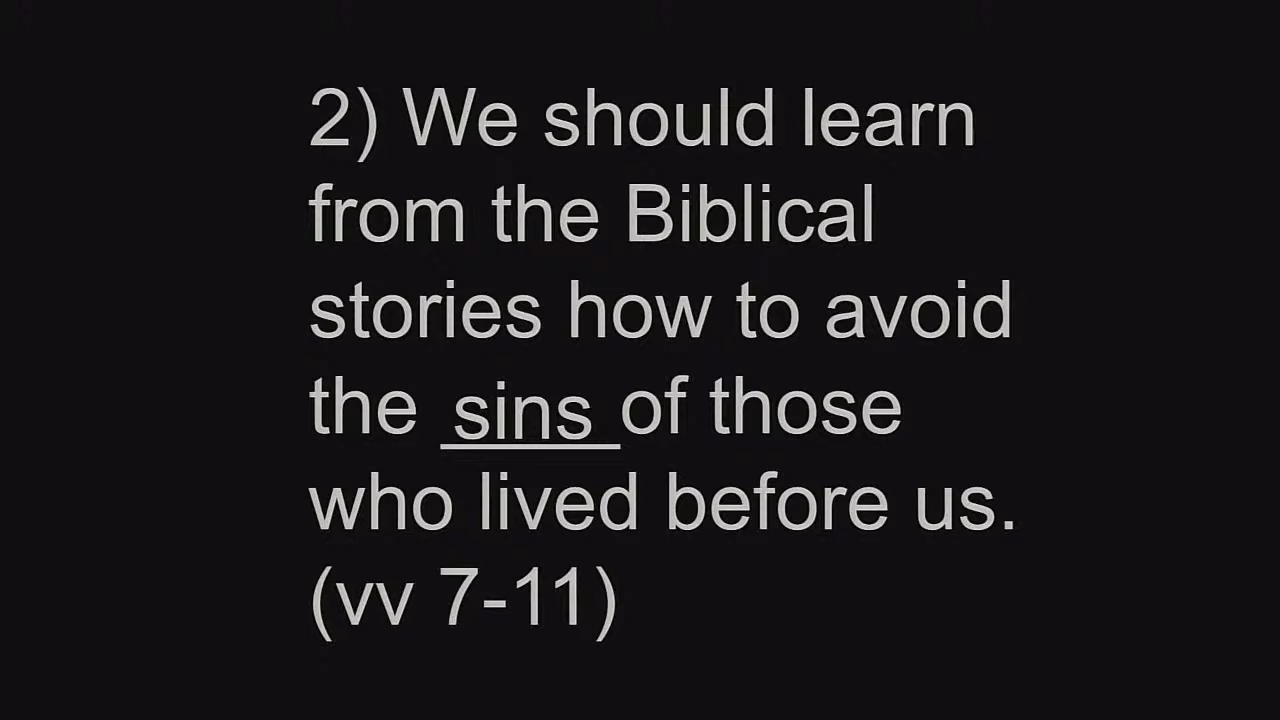 2) We should learn
from the Biblical
stories how to avoid
the sins of those
who lived before us.
(vv 7-11)